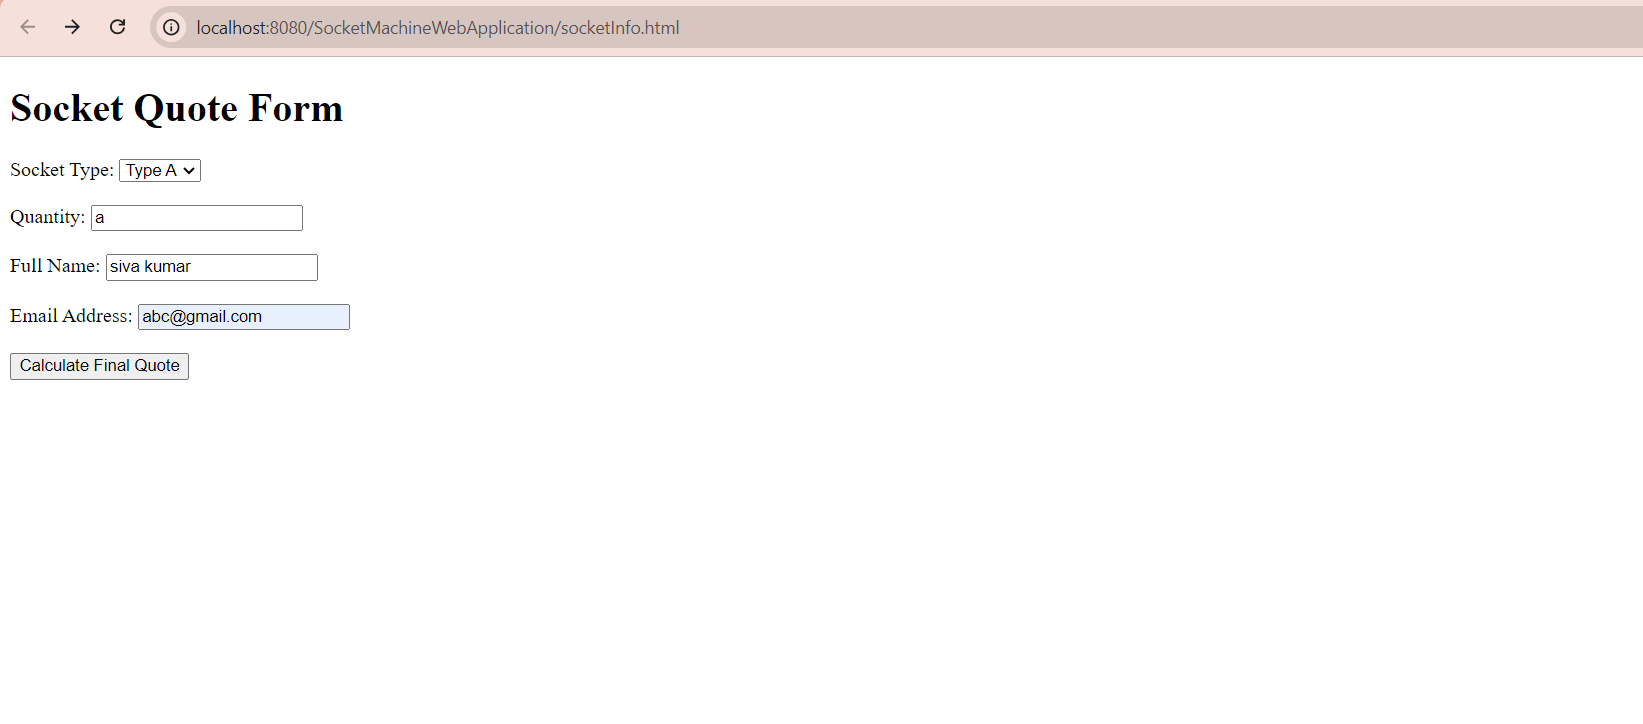 localhost:8080/SocketMachineWebApplication/socketInfo.html
Socket Quote Form
Socket Type: Type A
Quantity: a
Full Name: siva kumar
Email Address: abc@gmail.com
Calculate Final Quote